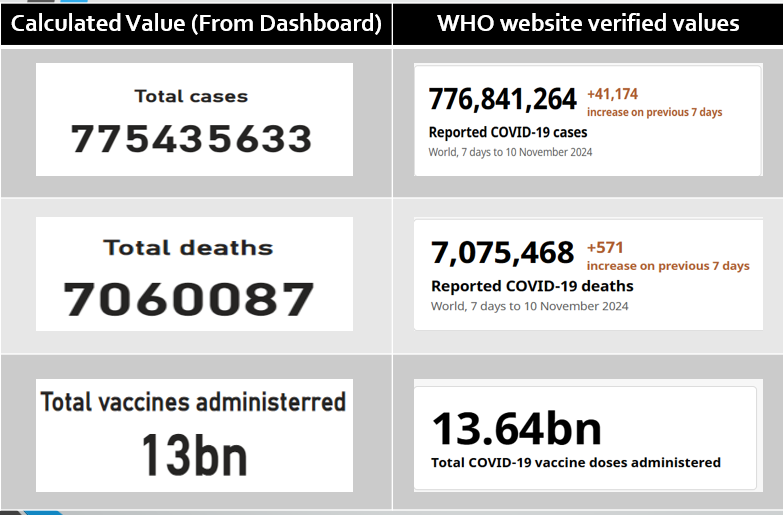 Calculated Value (From Dashboard)
WHO website verified values
Total cases
775435633
776,841,264
+41,174
increase on previous 7 days
Reported COVID-19 cases
World, 7 days to 10 November 2024
Total deaths
7060087
7,075,468
+571
increase on previous 7 days
Reported COVID-19 deaths
World, 7 days to 10 November 2024
Total vaccines administerred
13bn
13.64bn
Total COVID-19 vaccine doses administered